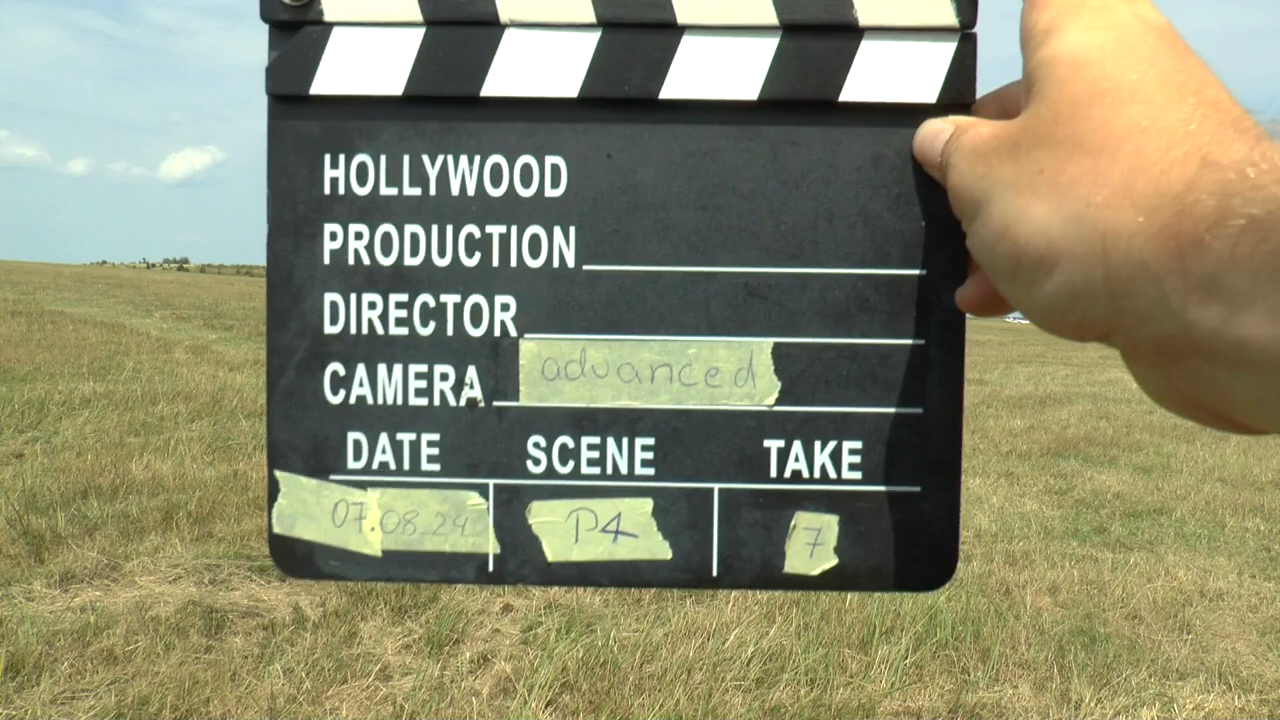 HOLLYWOOD
PRODUCTION
DIRECTOR
CAMERA advanced
DATE SCENE TAKE
07.08.24 P4 7